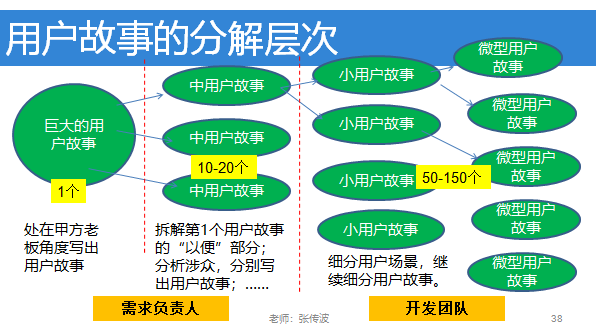 用户故事的分解层次
巨大的用
户故事
1个
处在甲方老
板角度写出
用户故事
中用户故事
中用户故事
10-20个
中用户故事
拆解第1个用户故事
的“以便”部分；
分析涉众，分别写
出用户故事；……
需求负责人
小用户故事
小用户故事
小用户故事
小用户故事
50-150个
细分用户场景，继
续细分用户故事。
微型用户
故事
微型用户
故事
微型用户
故事
微型用户
故事
微型用户
故事
开发团队
老师：张传波
38